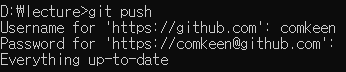 D:₩lecture>git push
Username for 'https://github.com': comkeen
Password for 'https://comkeen@github.com':
Everything up-to-date